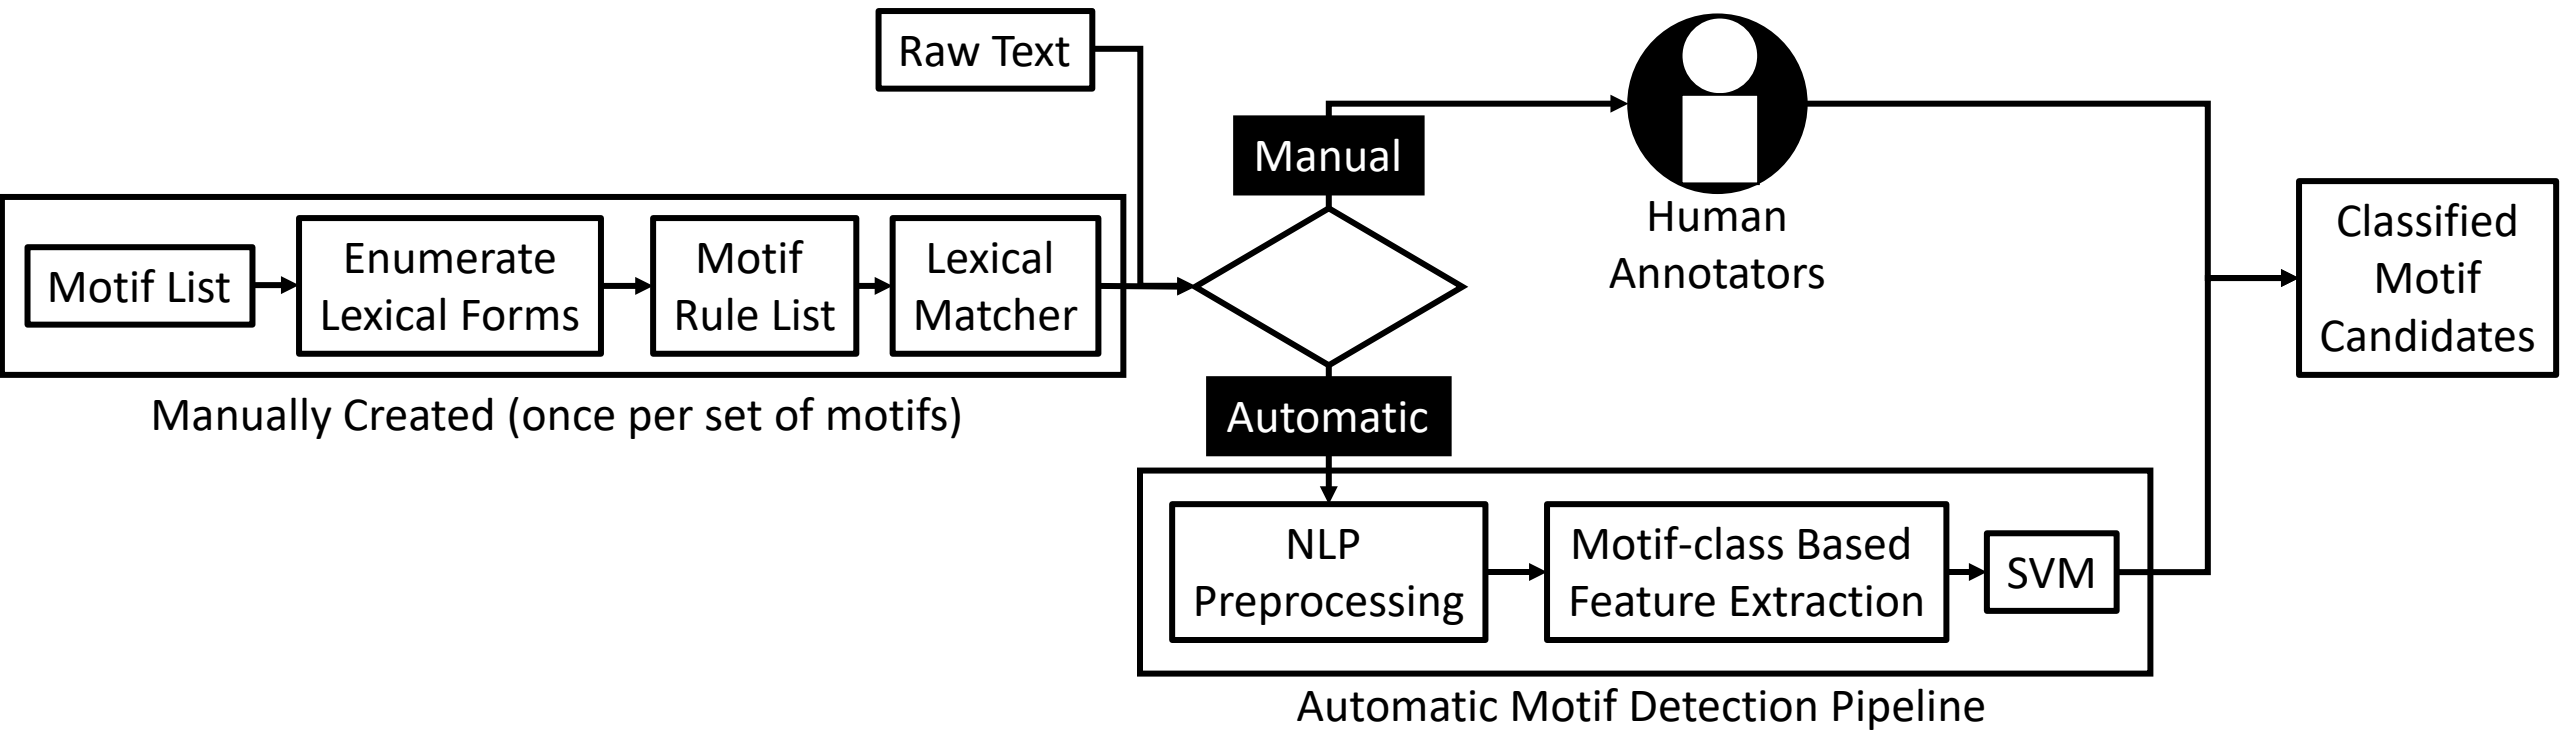 Raw Text
Motif List
Enumerate
Lexical Forms
Motif
Rule List
Lexical
Matcher
Manually Created (once per set of motifs)
Manual
Human
Annotators
Automatic
NLP
Preprocessing
Motif-class Based
Feature Extraction
SVM
Automatic Motif Detection Pipeline
Classified
Motif
Candidates